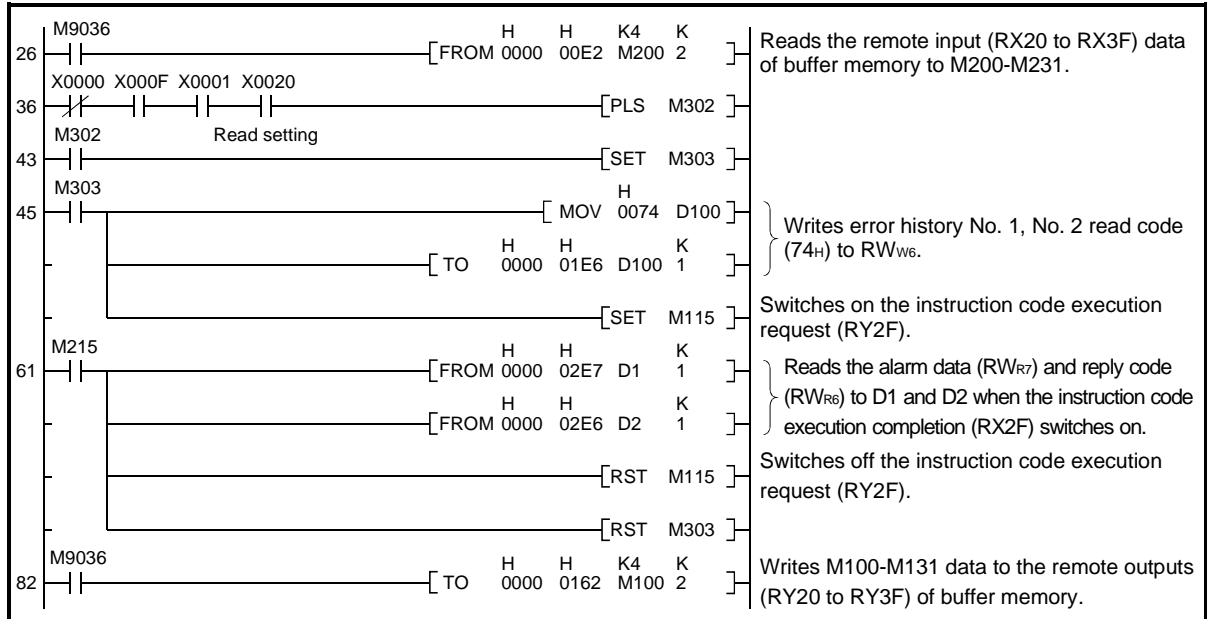 M9036
H H K4 K
26 FROM 0000 00E2 M200 2
Reads the remote input (RX20 to RX3F) data
of buffer memory to M200-M231.
X0000 X000F X0001 X0020
36 PLS M302
M302 Read setting
43 SET M303
M303
H
45 MOV 0074 D100
H H K
TO 0000 01E6 D100 1
Writes error history No. 1, No. 2 read code
(74H) to RWW6.
SET M115
Switches on the instruction code execution
request (RY2F).
M215
H H K
61 FROM 0000 02E7 D1 1
H H K
FROM 0000 02E6 D2 1
Reads the alarm data (RWR7) and reply code
(RWR6) to D1 and D2 when the instruction code
execution completion (RX2F) switches on.
RST M115
Switches off the instruction code execution
request (RY2F).
RST M303
M9036
H H K4 K
82 TO 0000 0162 M100 2
Writes M100-M131 data to the remote outputs
(RY20 to RY3F) of buffer memory.